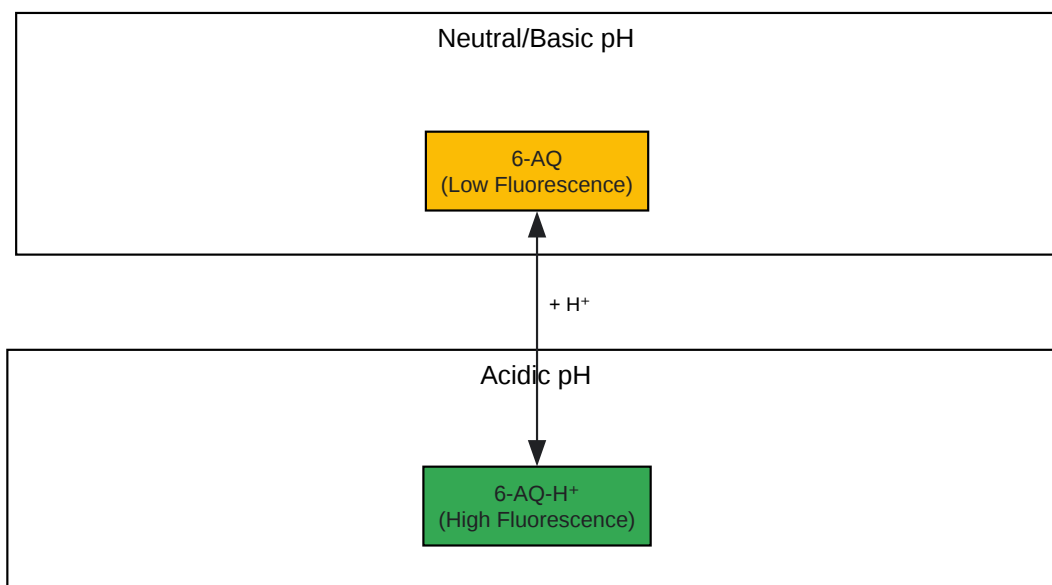 Neutral/Basic pH
6-AQ
(Low Fluorescence)
+ H⁺
Acidic pH
6-AQ-H⁺
(High Fluorescence)